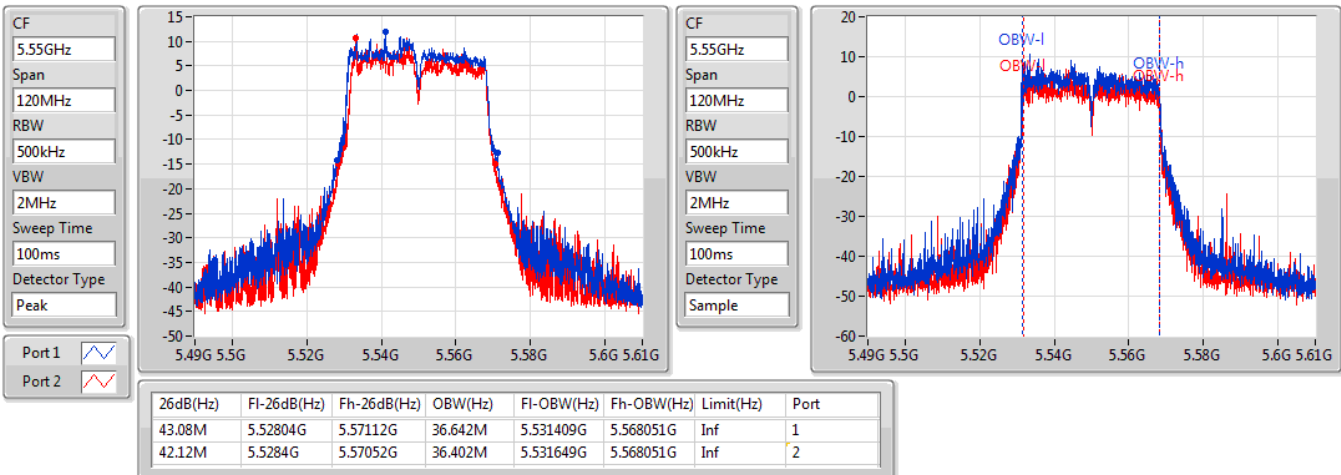 CF
5.55GHz
Span
120MHz
RBW
500kHz
VBW
2MHz
Sweep Time
100ms
Detector Type
Peak
Port 1
Port 2
15
10
5
0
-5
-10
-15
-20
-25
-30
-35
-40
-45
-50
5.49G 5.5G 5.52G 5.54G 5.56G 5.58G 5.6G 5.61G
CF
5.55GHz
Span
120MHz
RBW
500kHz
VBW
2MHz
Sweep Time
100ms
Detector Type
Sample
20
10
0
-10
-20
-30
-40
-50
-60
OBW-l
OBW-l
OBW-h
OBW-h
5.49G 5.5G 5.52G 5.54G 5.56G 5.58G 5.6G 5.61G
26dB(Hz) Fl-26dB(Hz) Fh-26dB(Hz) OBW(Hz) Fl-OBW(Hz) Fh-OBW(Hz) Limit(Hz) Port
43.08M 5.52804G 5.57112G 36.642M 5.531409G 5.568051G Inf 1
42.12M 5.5284G 5.57052G 36.402M 5.531649G 5.568051G Inf 2